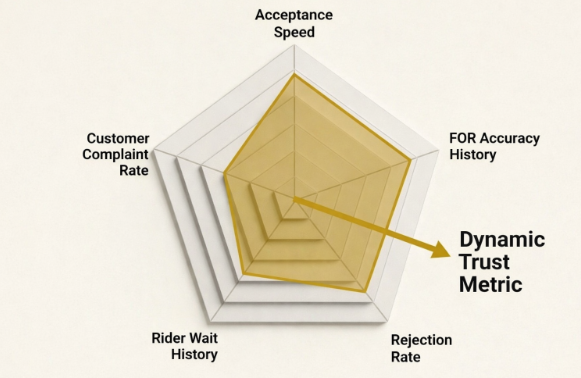 Acceptance
Speed
FOR Accuracy
History
Customer
Complaint
Rate
Dynamic
Trust
Metric
Rider Wait
History
Rejection
Rate